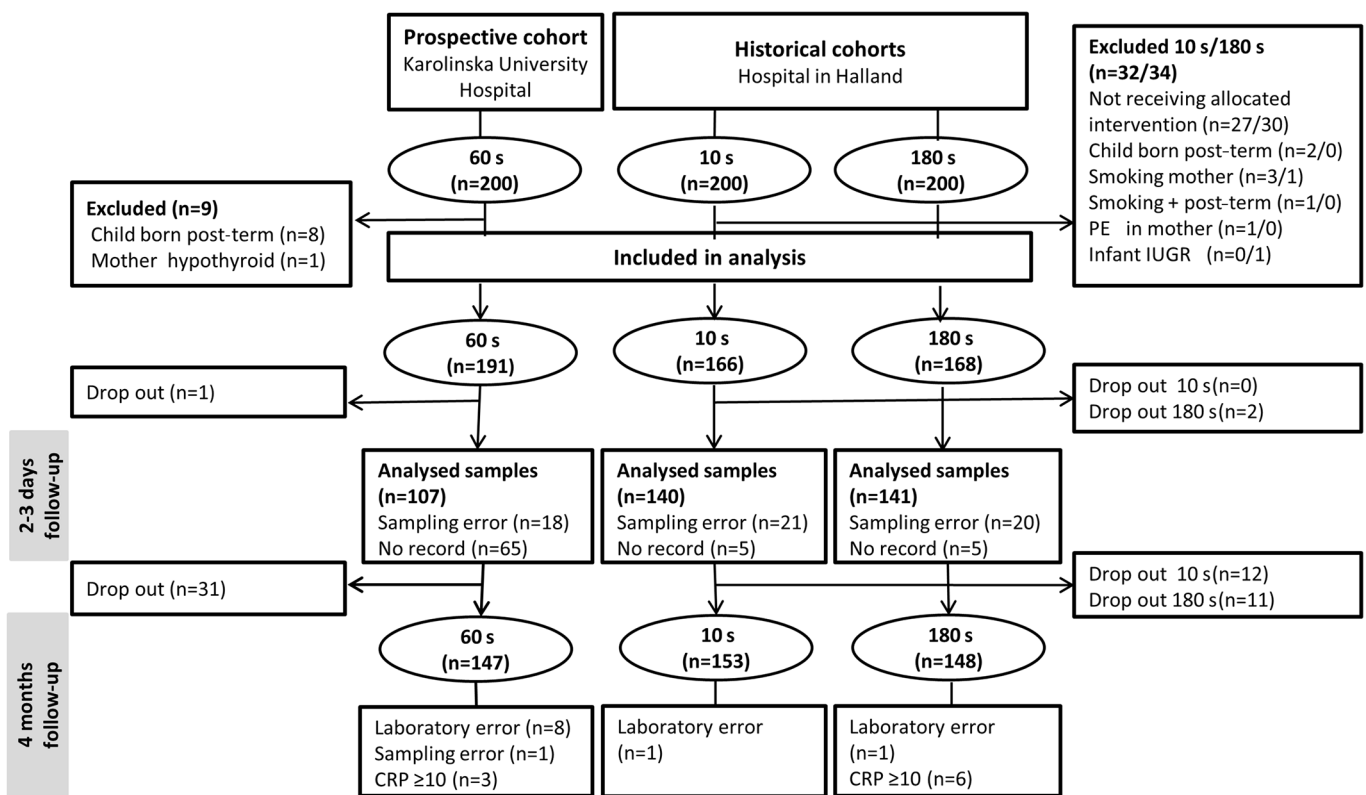 Prospective cohort
Karolinska University
Hospital
Historical cohorts
Hospital in Halland
Excluded 10 s/180 s
(n=32/34)
Not receiving allocated
intervention (n=27/30)
Child born post-term (n=2/0)
Smoking mother (n=3/1)
Smoking + post-term (n=1/0)
PE in mother (n=1/0)
Infant IUGR (n=0/1)
60 s
(n=200)
10 s
(n=200)
180 s
(n=200)
Excluded (n=9)
Child born post-term (n=8)
Mother hypothyroid (n=1)
Included in analysis
60 s
(n=191)
10 s
(n=166)
180 s
(n=168)
Drop out (n=1)
Drop out 10 s(n=0)
Drop out 180 s(n=2)
2-3 days
follow-up
Analysed samples
(n=107)
Sampling error (n=18)
No record (n=65)
Analysed samples
(n=140)
Sampling error (n=21)
No record (n=5)
Analysed samples
(n=141)
Sampling error (n=20)
No record (n=5)
Drop out (n=31)
Drop out 10 s(n=12)
Drop out 180 s(n=11)
4 months
follow-up
60 s
(n=147)
10 s
(n=153)
180 s
(n=148)
Laboratory error (n=8)
Sampling error (n=1)
CRP ≥10 (n=3)
Laboratory error
(n=1)
Laboratory error
(n=1)
CRP ≥10 (n=6)